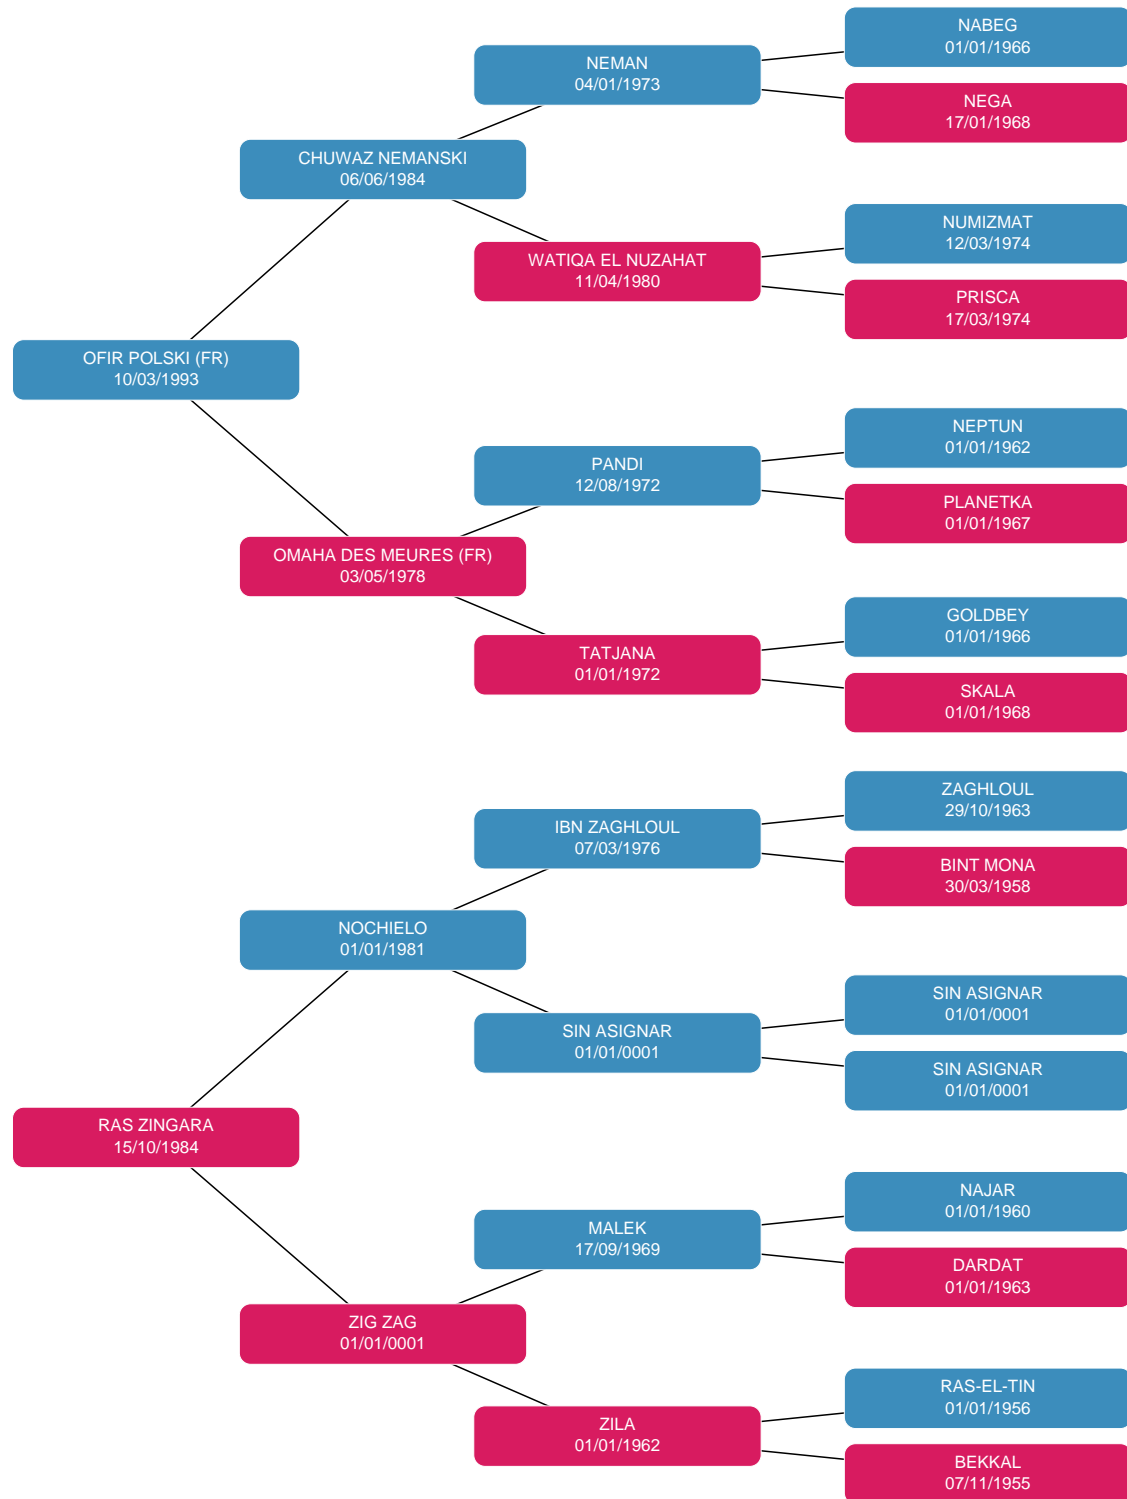 NABEG
01/01/1966
NEMAN
04/01/1973
NEGA
17/01/1968
CHUWAZ NEMANSKI
06/06/1984
NUMIZMAT
12/03/1974
WATIQA EL NUZAHAT
11/04/1980
PRISCA
17/03/1974
OFIR POLSKI (FR)
10/03/1993
NEPTUN
01/01/1962
PANDI
12/08/1972
PLANETKA
01/01/1967
OMAHA DES MEURES (FR)
03/05/1978
GOLDBEY
01/01/1966
TATJANA
01/01/1972
SKALA
01/01/1968
ZAGHLOUL
29/10/1963
IBN ZAGHLOUL
07/03/1976
BINT MONA
30/03/1958
NOCHIELO
01/01/1981
SIN ASIGNAR
01/01/0001
SIN ASIGNAR
01/01/0001
SIN ASIGNAR
01/01/0001
RAS ZINGARA
15/10/1984
NAJAR
01/01/1960
MALEK
17/09/1969
DARDAT
01/01/1963
ZIG ZAG
01/01/0001
RAS-EL-TIN
01/01/1956
ZILA
01/01/1962
BEKKAL
07/11/1955